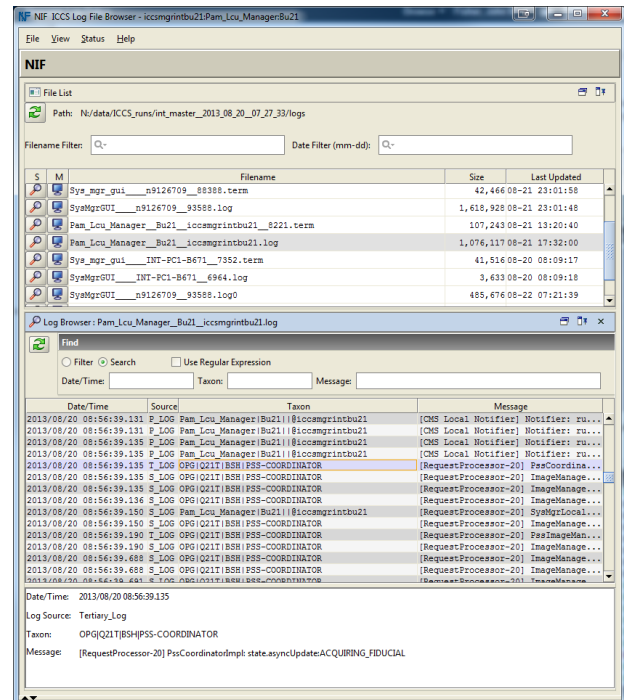 NIF ICCS Log File Browser - iccsmgrintbu21:Pam_Lcu_Manager:Bu21
File View Status Help
NIF
File List
Path: N:/data/ICCS_runs/int_master__2013_08_20__07_27_33/logs
Filename Filter: Date Filter (mm-dd):
S M Filename Size Last Updated
Sys_mgr_gui____n9126709__88388.term 42,466 08-21 23:01:58
SysMgrGUI____n9126709__93588.log 1,618,928 08-21 23:01:48
Pam_Lcu_Manager__Bu21__iccsmgrintbu21__8221.term 107,243 08-21 13:20:40
Pam_Lcu_Manager__Bu21__iccsmgrintbu21.log 1,076,117 08-21 17:32:00
Sys_mgr_gui____INT-PC1-B671__7352.term 41,516 08-20 08:09:17
SysMgrGUI____INT-PC1-B671__6964.log 3,633 08-20 08:09:18
SysMgrGUI____n9126709__93588.log0 485,676 08-22 07:21:39
Log Browser : Pam_Lcu_Manager__Bu21__iccsmgrintbu21.log
Find
Filter Search Use Regular Expression
Date/Time: Taxon: Message:
Date/Time Source Taxon Message
2013/08/20 08:56:39.131 P_LOG Pam_Lcu_Manager|Bu21||@iccsmgrintbu21 [CMS Local Notifier] Notifier: ru...
2013/08/20 08:56:39.131 P_LOG Pam_Lcu_Manager|Bu21||@iccsmgrintbu21 [CMS Local Notifier] Notifier: ru...
2013/08/20 08:56:39.135 P_LOG Pam_Lcu_Manager|Bu21||@iccsmgrintbu21 [CMS Local Notifier] Notifier: ru...
2013/08/20 08:56:39.135 P_LOG Pam_Lcu_Manager|Bu21||@iccsmgrintbu21 [CMS Local Notifier] Notifier: ru...
2013/08/20 08:56:39.135 T_LOG OPG|Q21T|BSH|PSS-COORDINATOR [RequestProcessor-20] PssCoordina...
2013/08/20 08:56:39.135 S_LOG OPG|Q21T|BSH|PSS-COORDINATOR [RequestProcessor-20] ImageManage...
2013/08/20 08:56:39.135 S_LOG OPG|Q21T|BSH|PSS-COORDINATOR [RequestProcessor-20] ImageManage...
2013/08/20 08:56:39.135 S_LOG OPG|Q21T|BSH|PSS-COORDINATOR [RequestProcessor-20] ImageManage...
2013/08/20 08:56:39.150 S_LOG Pam_Lcu_Manager|Bu21||@iccsmgrintbu21 [RequestProcessor-20] SysMgrLocal...
2013/08/20 08:56:39.150 S_LOG OPG|Q21T|BSH|PSS-COORDINATOR [RequestProcessor-20] ImageManage...
2013/08/20 08:56:39.190 T_LOG OPG|Q21T|BSH|PSS-COORDINATOR [RequestProcessor-20] PssImageMan...
2013/08/20 08:56:39.190 S_LOG OPG|Q21T|BSH|PSS-COORDINATOR [RequestProcessor-20] ImageManage...
2013/08/20 08:56:39.688 S_LOG OPG|Q21T|BSH|PSS-COORDINATOR [RequestProcessor-20] ImageManage...
2013/08/20 08:56:39.688 S_LOG OPG|Q21T|BSH|PSS-COORDINATOR [RequestProcessor-20] ImageManage...
2013/08/20 08:56:39.691 S_LOG OPG|Q21T|BSH|PSS-COORDINATOR [RequestProcessor-20] ImageManage...
Date/Time: 2013/08/20 08:56:39.135
Log Source: Tertiary_Log
Taxon: OPG|Q21T|BSH|PSS-COORDINATOR
Message: [RequestProcessor-20] PssCoordinatorImpl: state.asyncUpdate:ACQUIRING_FIDUCIAL